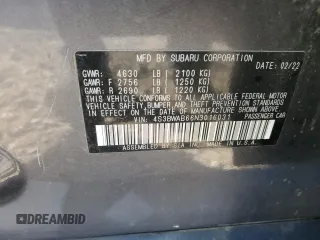 MFD BY SUBARU CORPORATION
DATE: 02/22
GVWR: 4630 LB ( 2100 KG)
GAWR: F 2756 LB ( 1250 KG)
GAWR: R 2690 LB ( 1220 KG)
THIS VEHICLE CONFORMS TO ALL APPLICABLE FEDERAL MOTOR
VEHICLE SAFETY, BUMPER, AND THEFT PREVENTION STANDARDS
IN EFFECT ON THE DATE OF MANUFACTURE SHOWN ABOVE.
VIN: 4S3BWAB66N3016031 PASSENGER CAR
ASSEMBLED BY SIA INC. MADE IN U.S.A.
© AUTOBIDMASTER